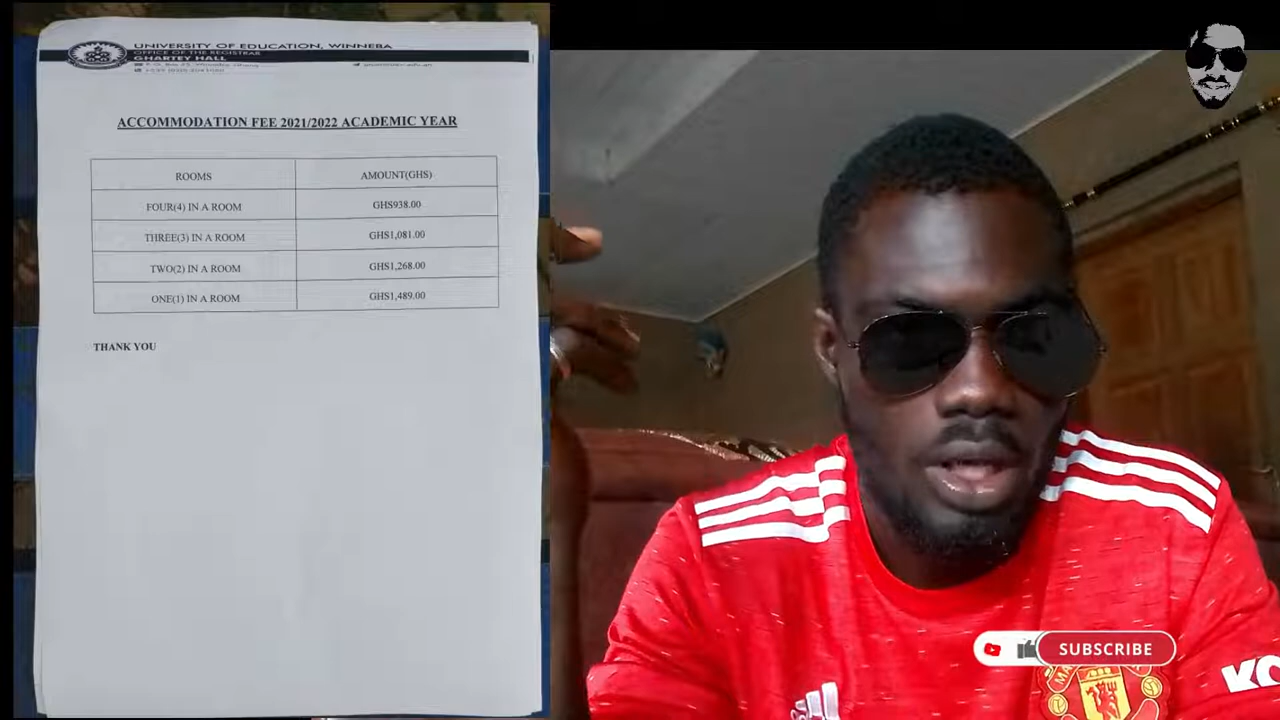 UNIVERSITY OF EDUCATION, WINNEBA
OFFICE OF THE REGISTRAR
GHARTEY HALL
ACCOMMODATION FEE 2021/2022 ACADEMIC YEAR
ROOMS AMOUNT(GHS)
FOUR(4) IN A ROOM GHS938.00
THREE(3) IN A ROOM GHS1,081.00
TWO(2) IN A ROOM GHS1,268.00
ONE(1) IN A ROOM GHS1,489.00
THANK YOU
SUBSCRIBE